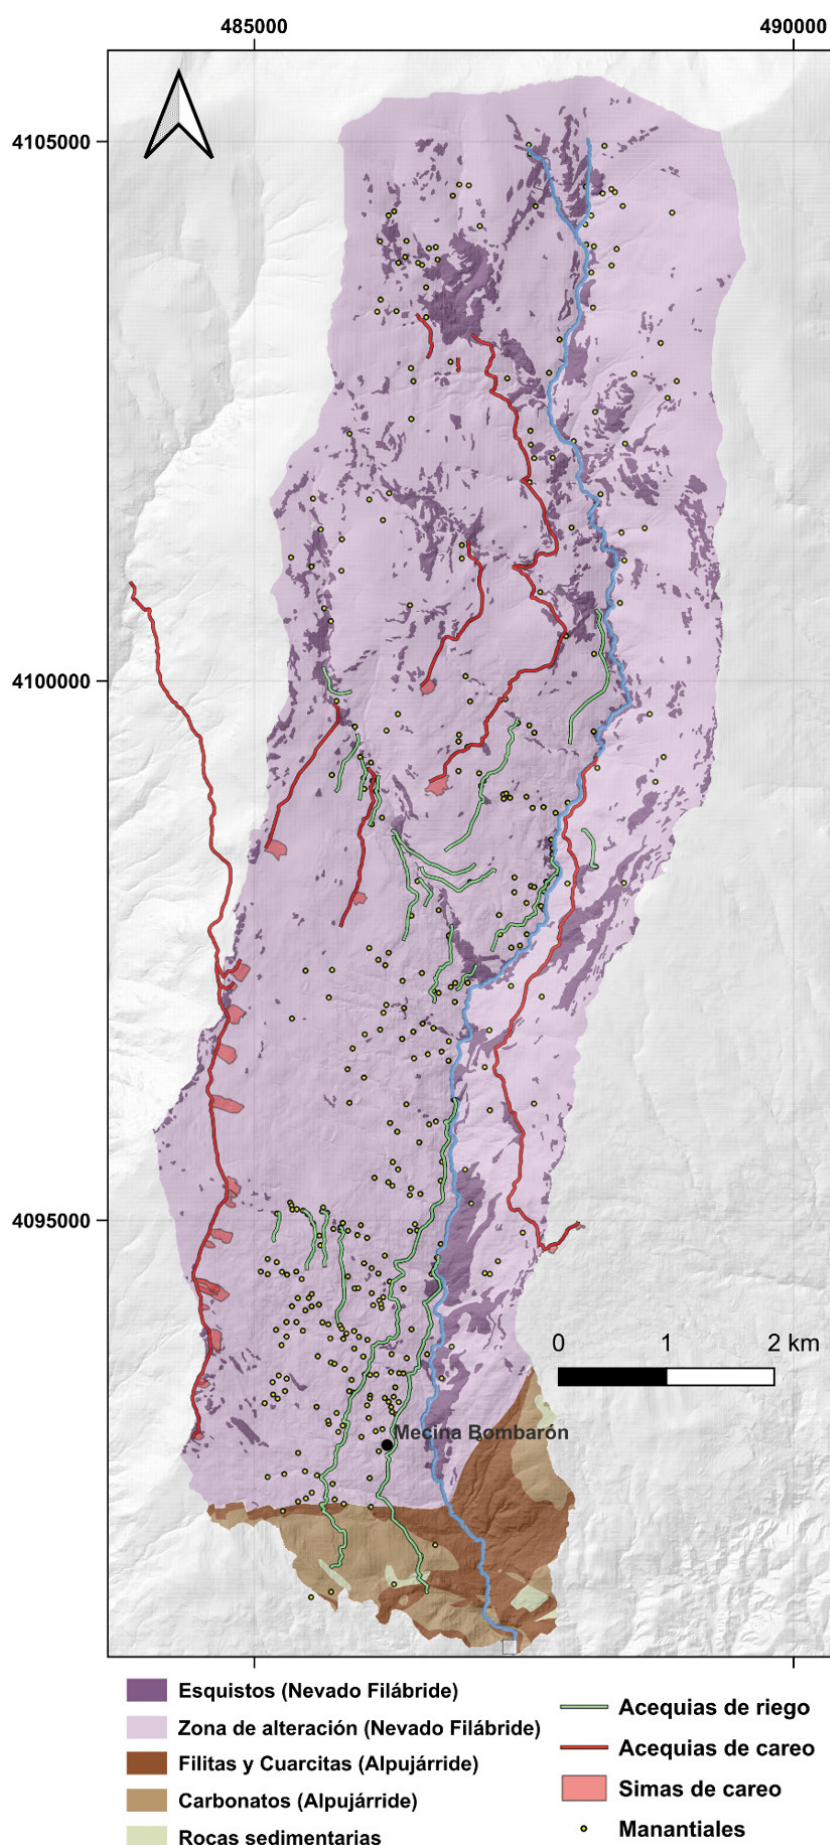 485000
490000
4105000
4100000
4095000
0 1 2 km
Mecina Bombarón
Esquistos (Nevado Filábride)
Zona de alteración (Nevado Filábride)
Filitas y Cuarcitas (Alpujárride)
Carbonatos (Alpujárride)
Rocas sedimentarias
Acequias de riego
Acequias de careo
Simas de careo
Manantiales